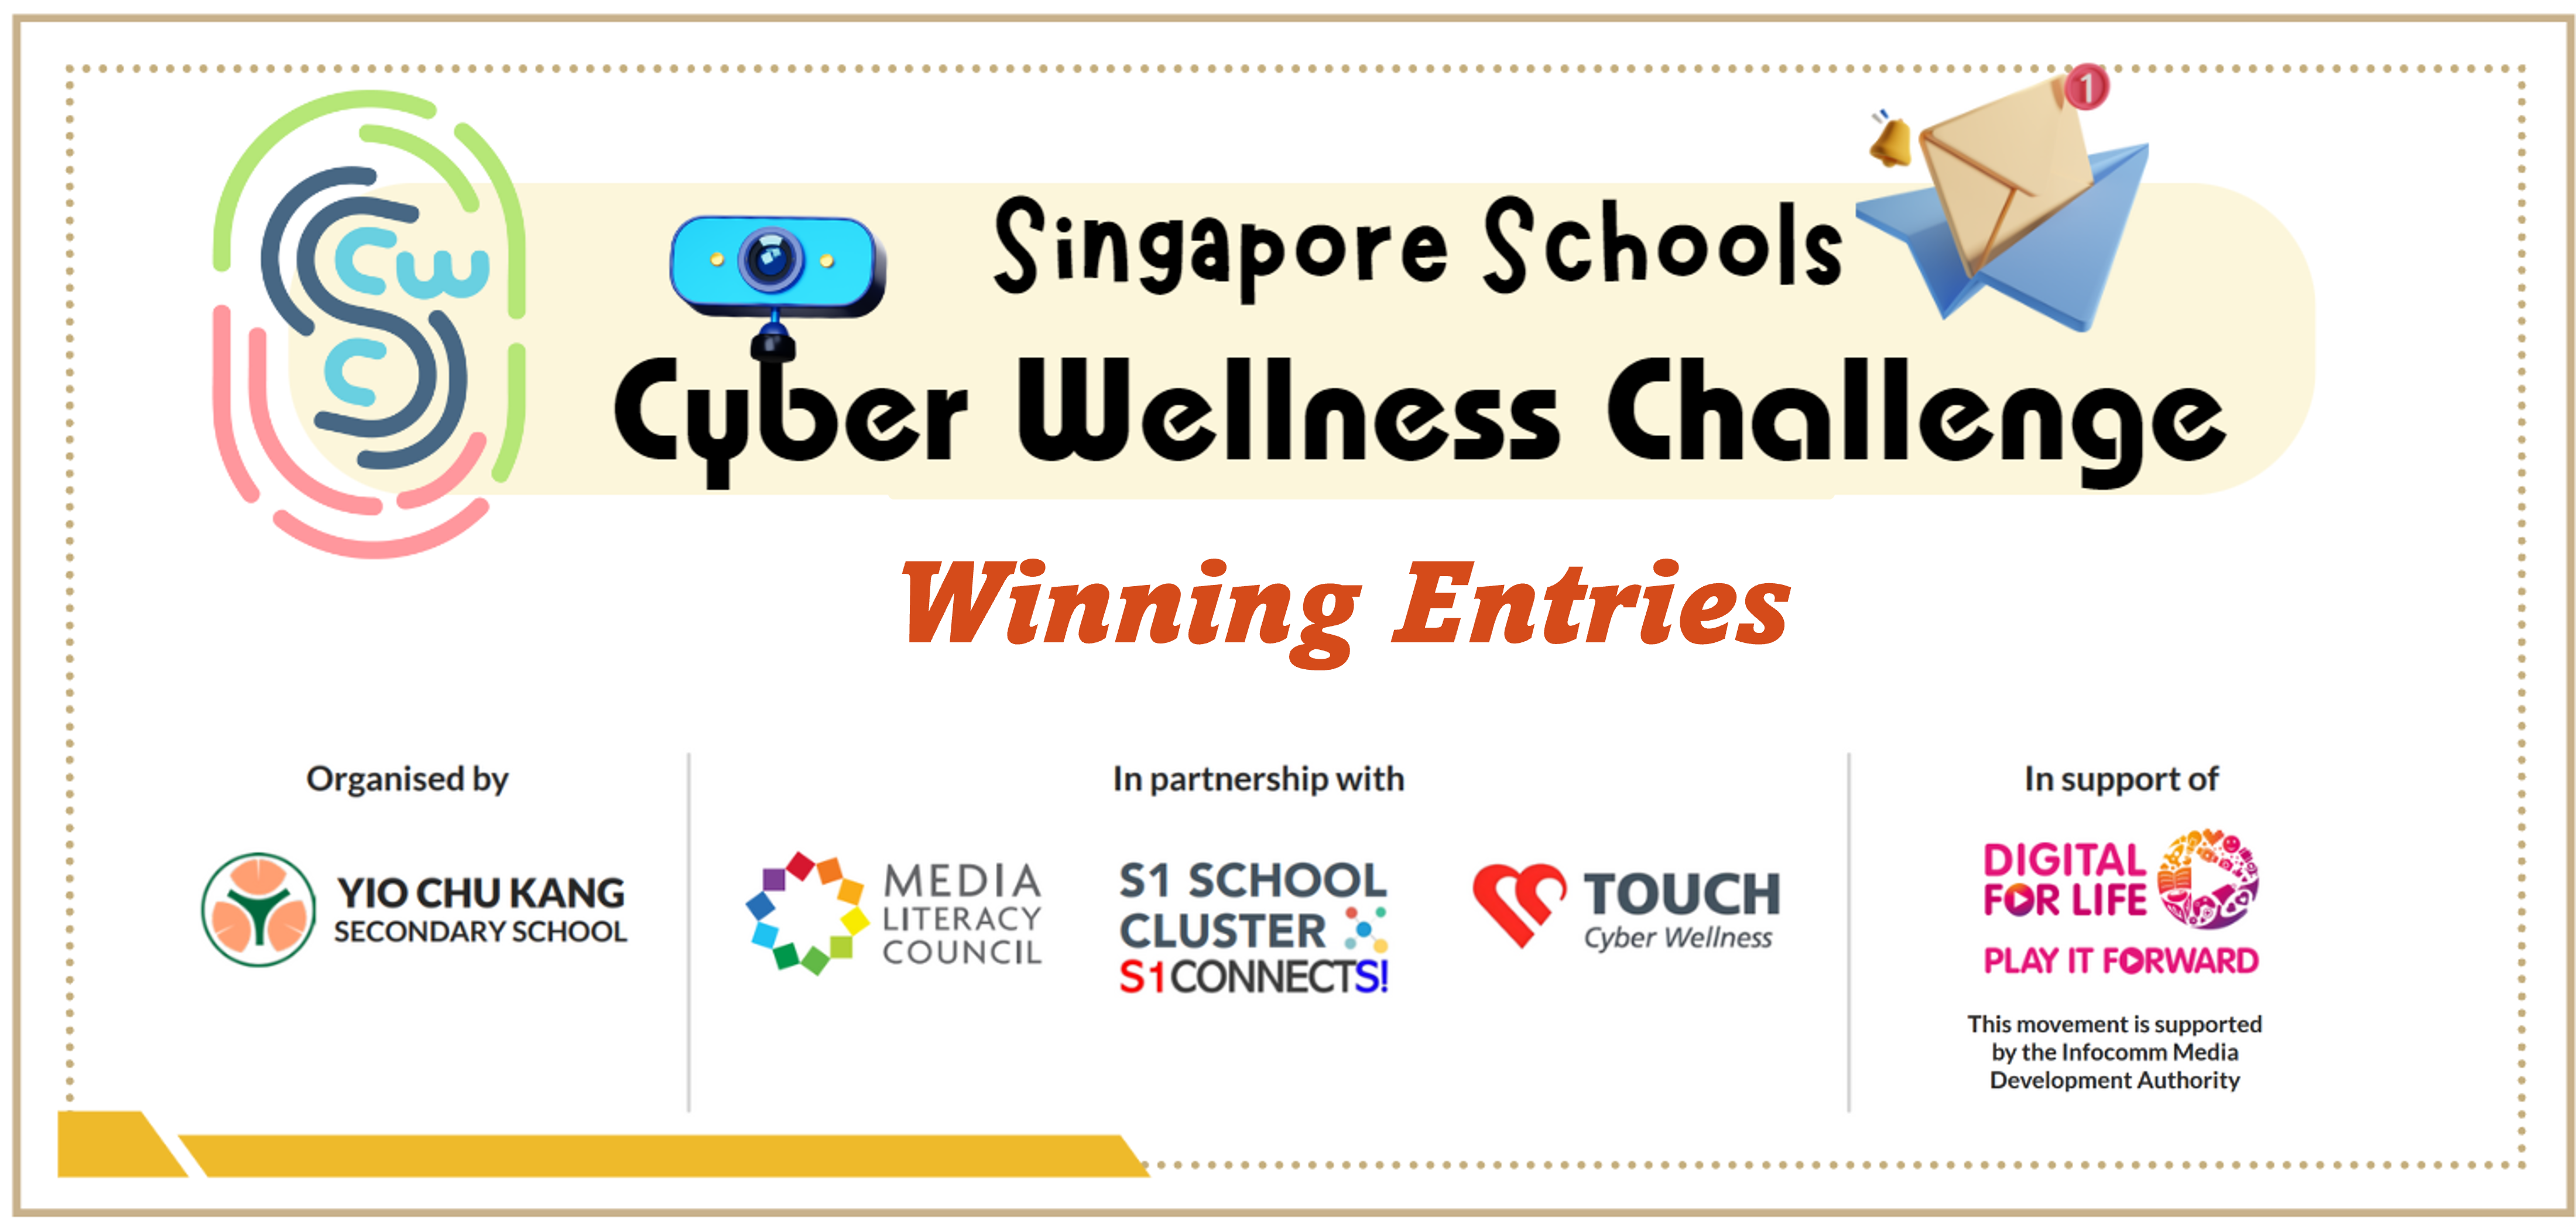 CW
S
C
1
Singapore Schools
Cyber Wellness Challenge
Winning Entries
Organised by
YIO CHU KANG
SECONDARY SCHOOL
In partnership with
MEDIA
LITERACY
COUNCIL
S1 SCHOOL
CLUSTER
S1CONNECTS!
TOUCH
Cyber Wellness
In support of
DIGITAL
FOR LIFE
PLAY IT FORWARD
This movement is supported
by the Infocomm Media
Development Authority